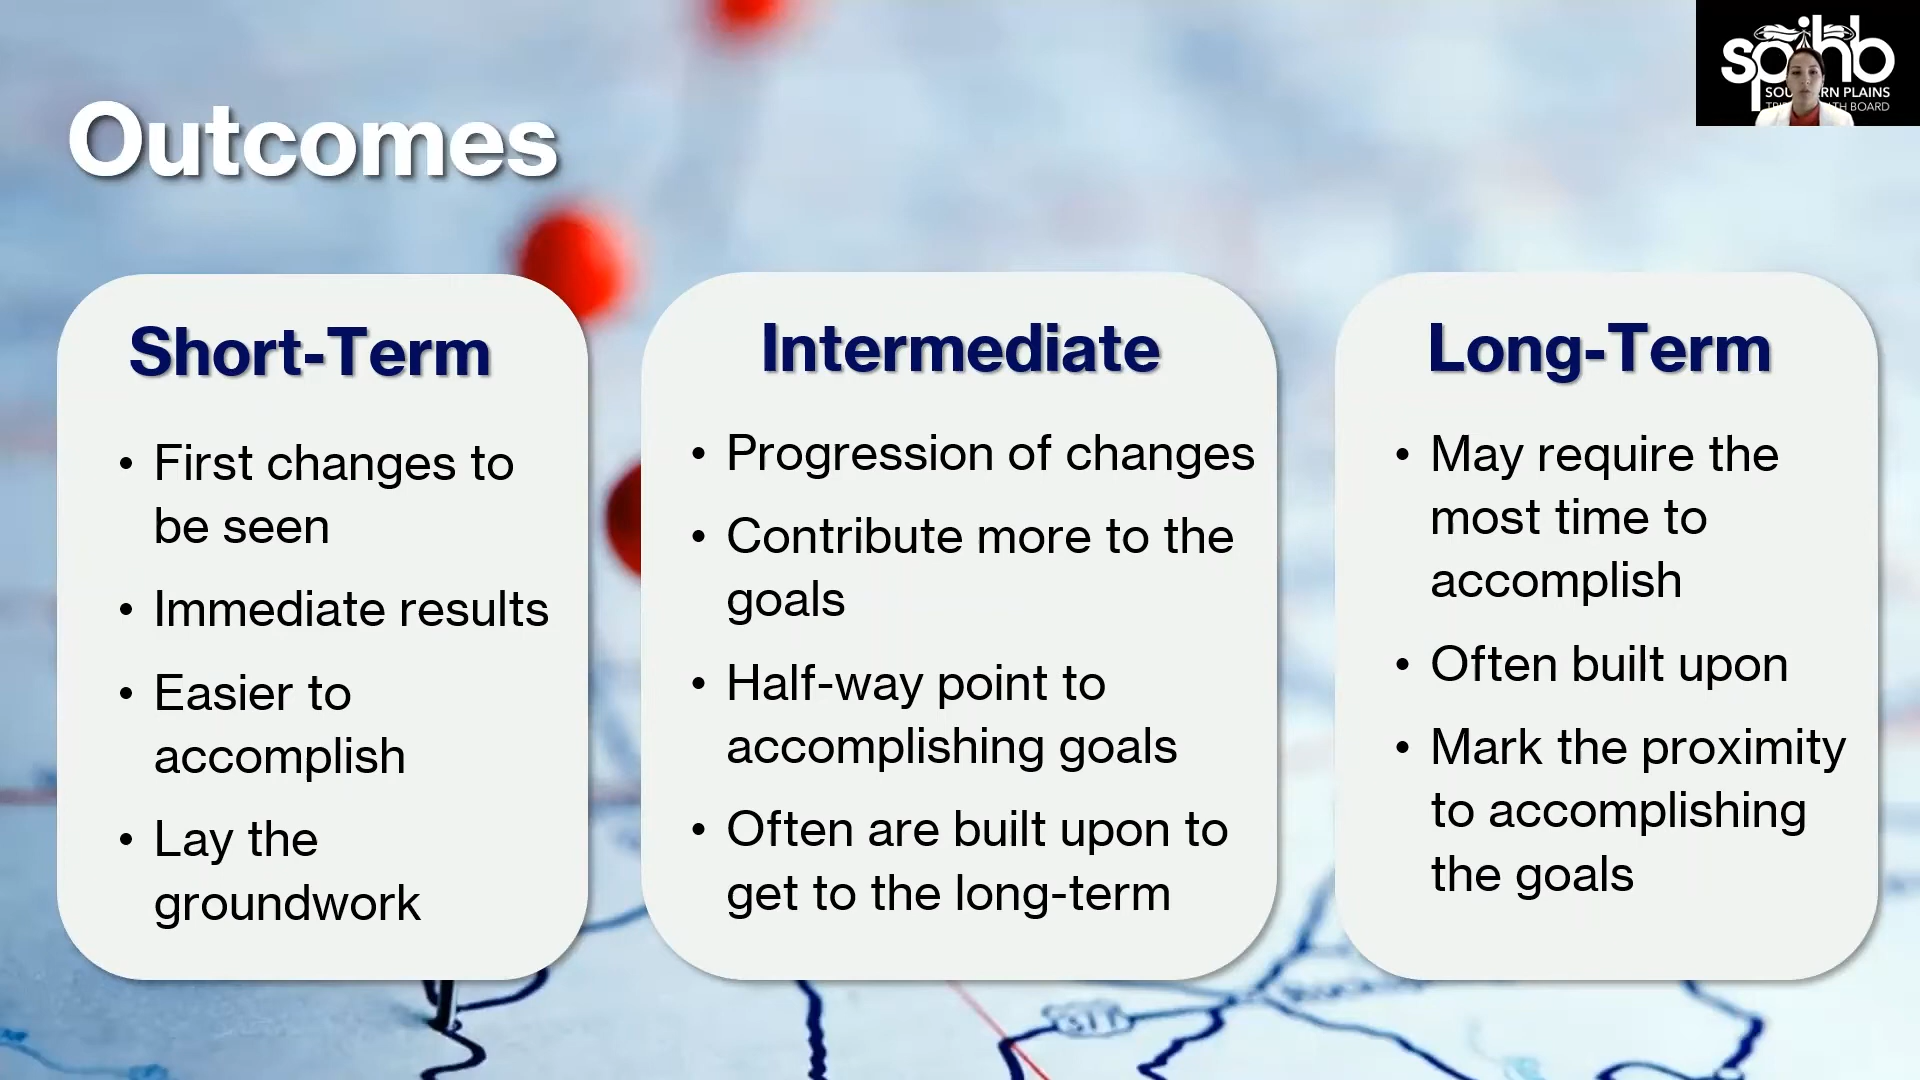 Outcomes
Short-Term
• First changes to
be seen
• Immediate results
• Easier to
accomplish
• Lay the
groundwork
Intermediate
• Progression of changes
• Contribute more to the
goals
• Half-way point to
accomplishing goals
• Often are built upon to
get to the long-term
Long-Term
• May require the
most time to
accomplish
• Often built upon
• Mark the proximity
to accomplishing
the goals
PLAINS
BOARD
377